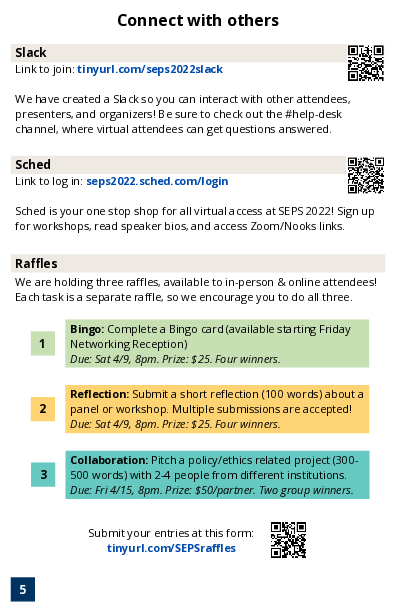 Connect with others
Slack
Link to join: tinyurl.com/seps2022slack
We have created a Slack so you can interact with other attendees,
presenters, and organizers! Be sure to check out the #help-desk
channel, where virtual attendees can get questions answered.
Sched
Link to log in: seps2022.sched.com/login
Sched is your one stop shop for all virtual access at SEPS 2022! Sign up
for workshops, read speaker bios, and access Zoom/Nooks links.
Raffles
We are holding three raffles, available to in-person & online attendees!
Each task is a separate raffle, so we encourage you to do all three.
1
Bingo: Complete a Bingo card (available starting Friday
Networking Reception)
Due: Sat 4/9, 8pm. Prize: $25. Four winners.
2
Reflection: Submit a short reflection (100 words) about a
panel or workshop. Multiple submissions are accepted!
Due: Sat 4/9, 8pm. Prize: $25. Four winners.
3
Collaboration: Pitch a policy/ethics related project (300-
500 words) with 2-4 people from different institutions.
Due: Fri 4/15, 8pm. Prize: $50/partner. Two group winners.
Submit your entries at this form:
tinyurl.com/SEPSraffles
5